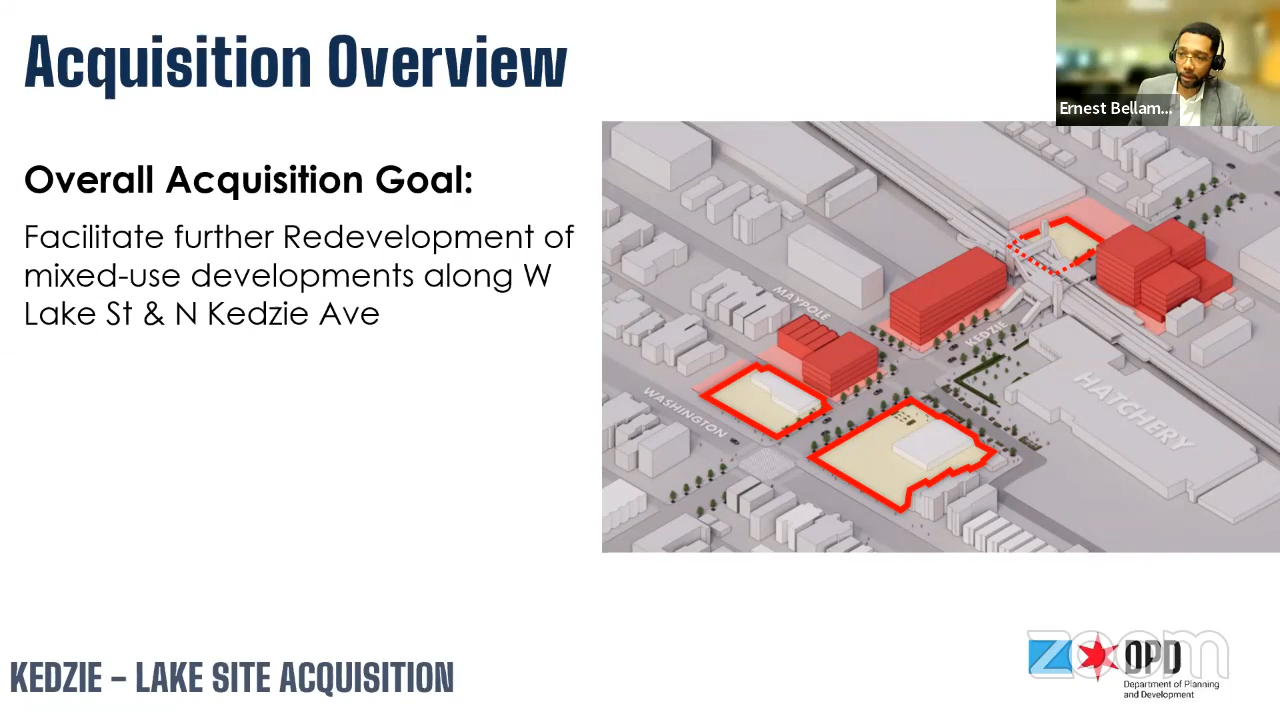 Acquisition Overview
Ernest Bellam...
Overall Acquisition Goal:
Facilitate further Redevelopment of
mixed-use developments along W
Lake St & N Kedzie Ave
MAYPOLE
KEDZIE
WASHINGTON
HATCHERY
KEDZIE – LAKE SITE ACQUISITION
zoom
DPD
Department of Planning
and Development